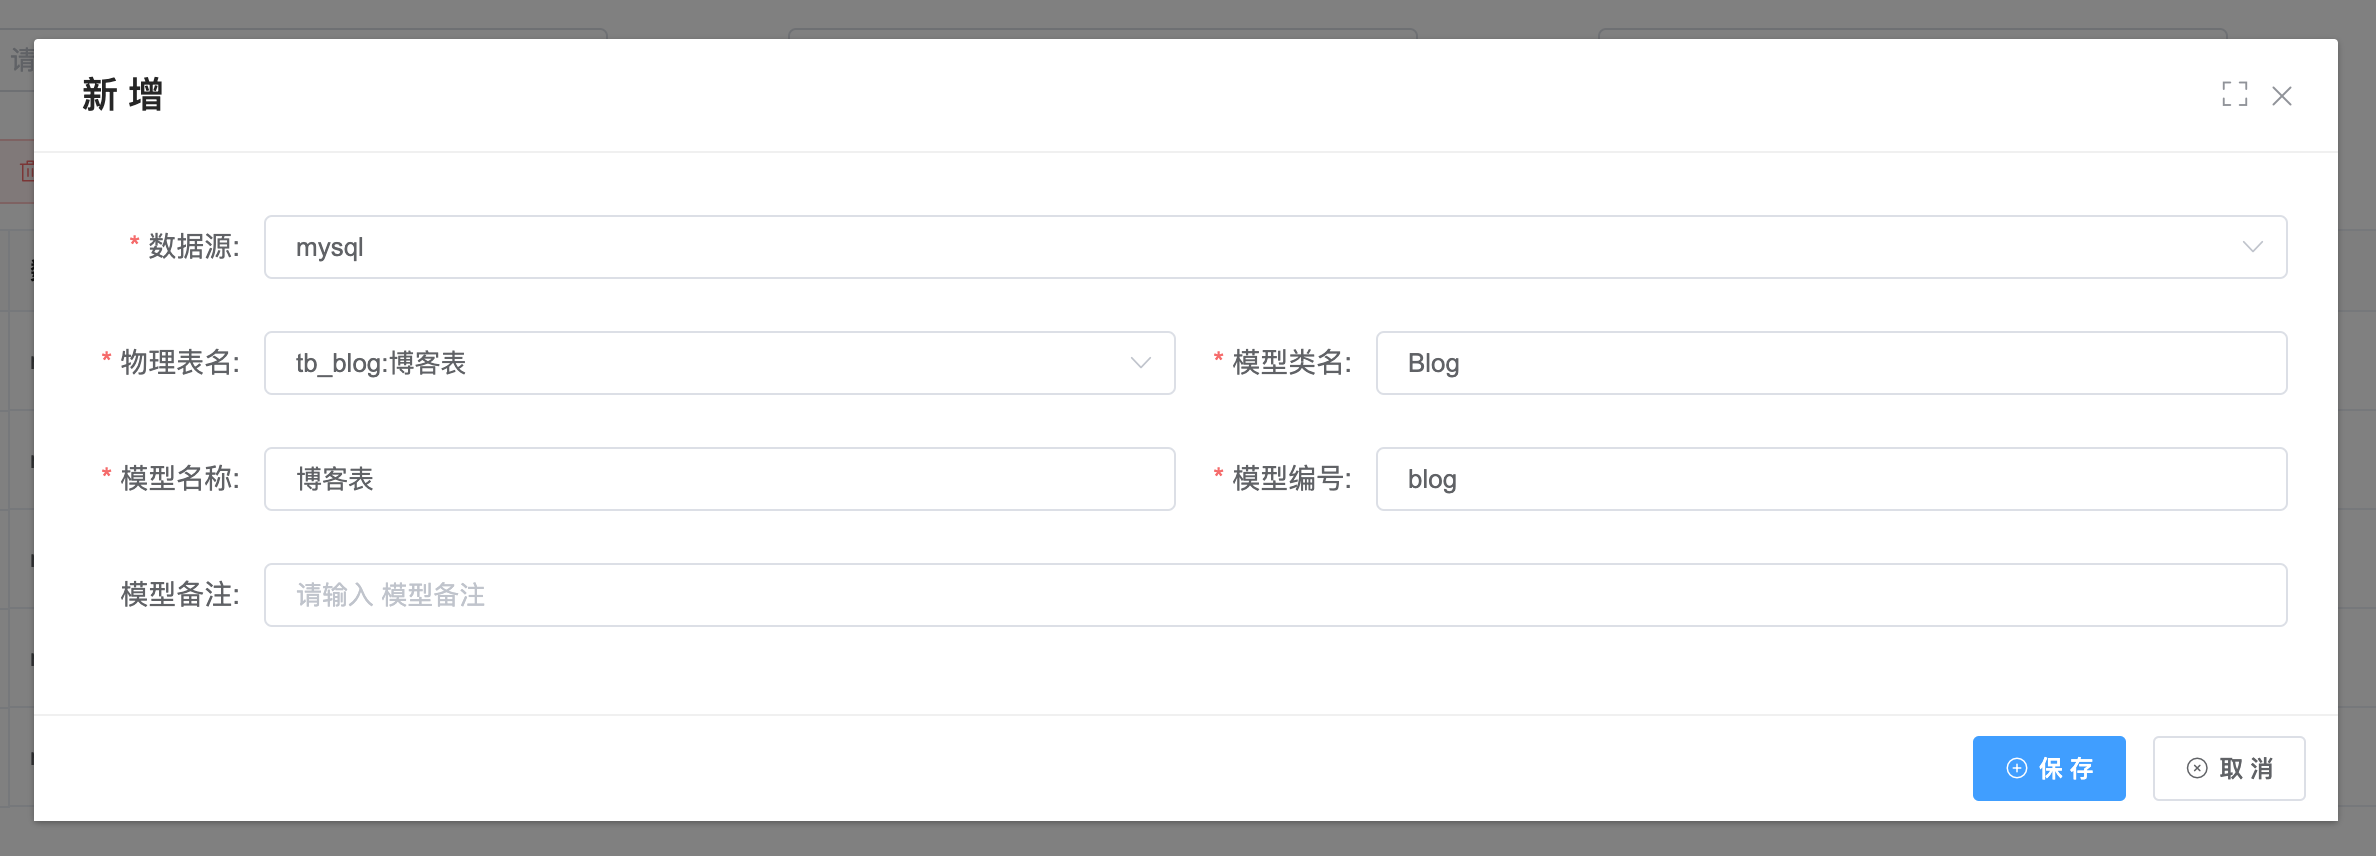 请
新 增
* 数据源: mysql
* 物理表名: tb_blog:博客表 * 模型类名: Blog
* 模型名称: 博客表 * 模型编号: blog
模型备注: 请输入 模型备注
保 存 取 消